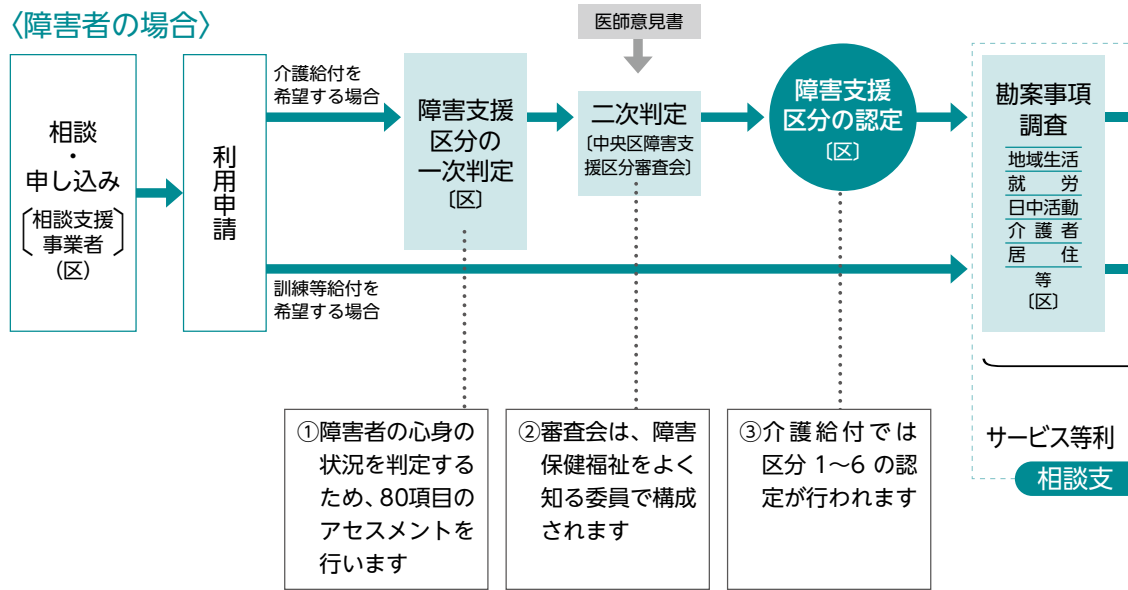 〈障害者の場合〉
医師意見書
相談
・
申し込み
相談支援
事業者
(区)
利用申請
介護給付を
希望する場合
訓練等給付を
希望する場合
障害支援
区分の
一次判定
〔区〕
二次判定
〔中央区障害支
援区分審査会〕
障害支援
区分の認定
〔区〕
勘案事項
調査
地域生活
就労
日中活動
介護者
居住
等
〔区〕
①障害者の心身の
状況を判定する
ため、80項目の
アセスメントを
行います
②審査会は、障害
保健福祉をよく
知る委員で構成
されます
③介護給付では
区分 1〜6 の認
定が行われます
サービス等利
相談支